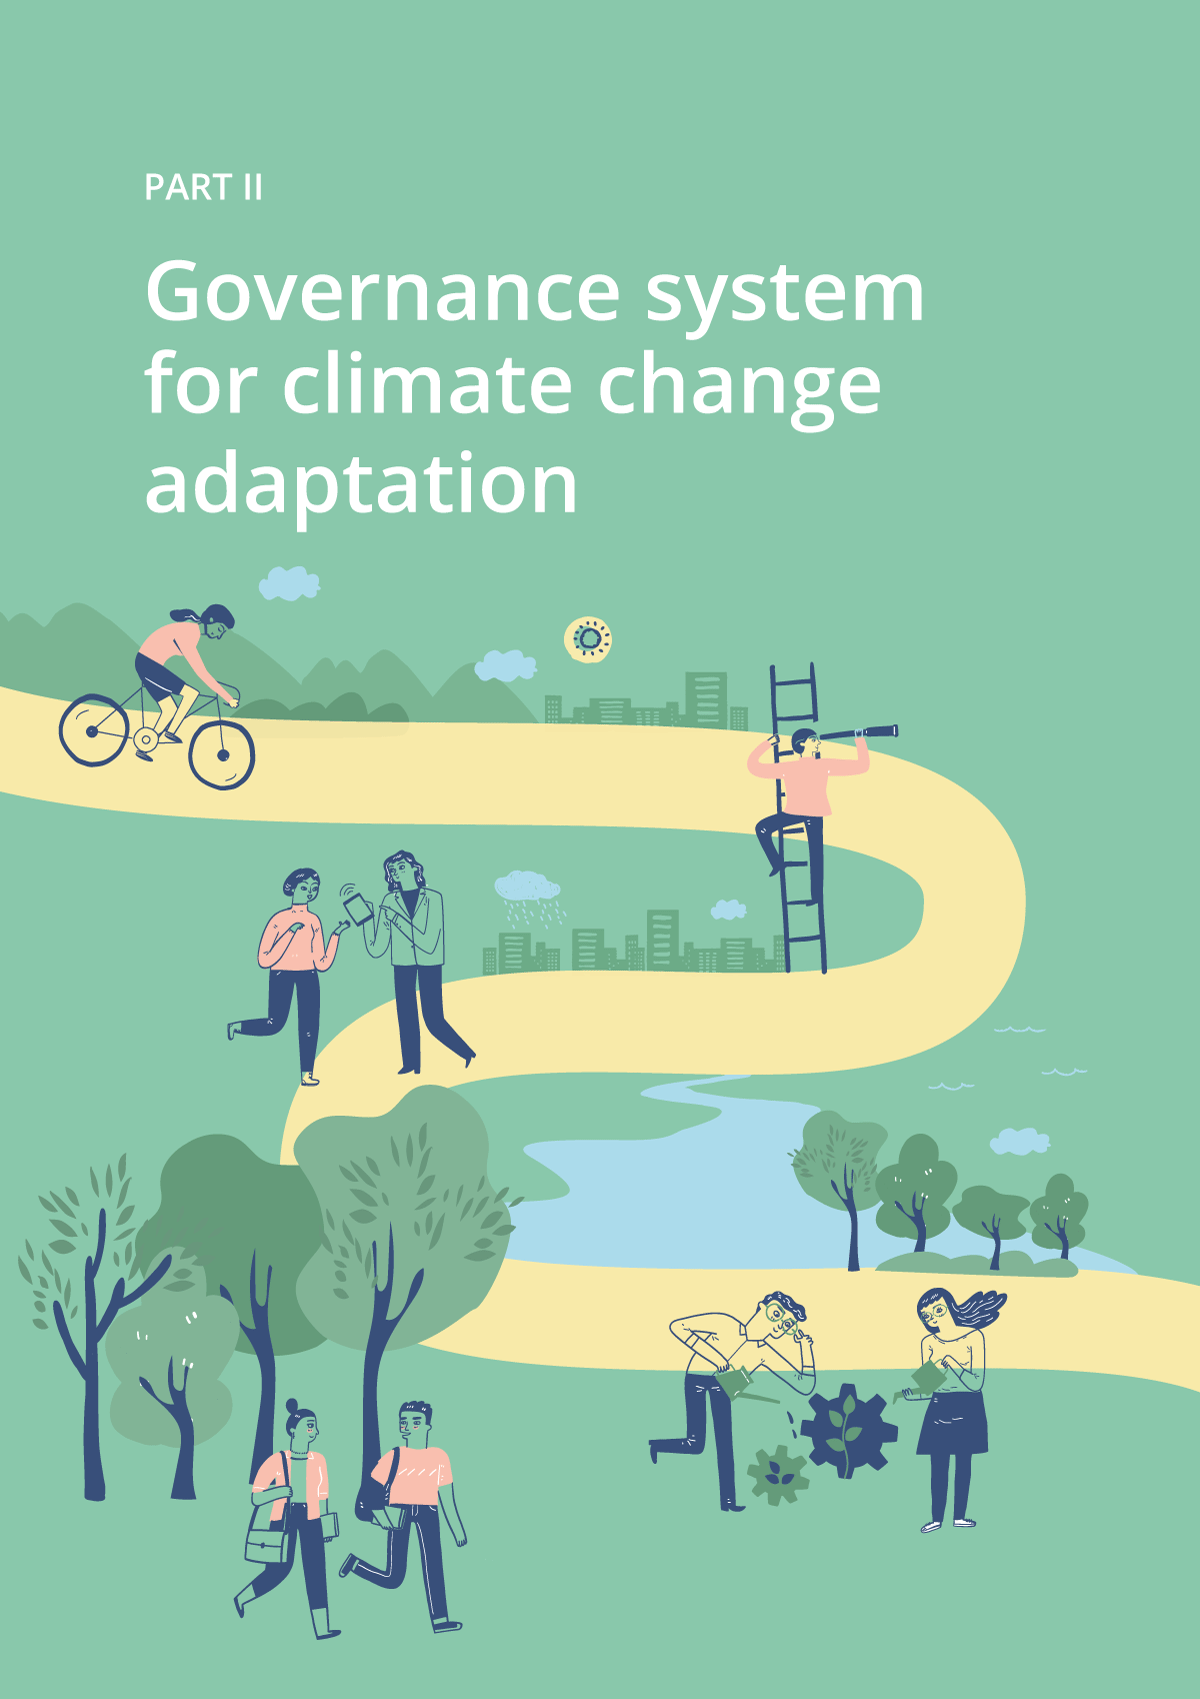 PART II
Governance system
for climate change
adaptation